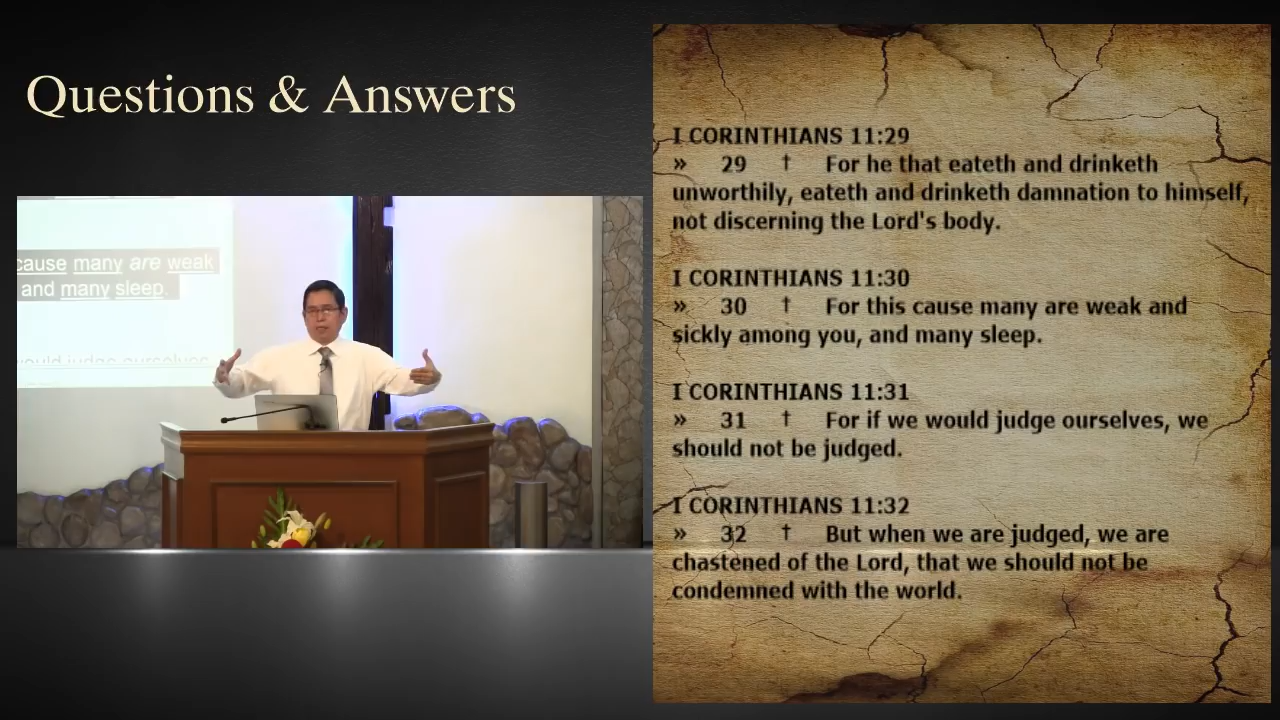 Questions & Answers
cause many are weak
and many sleep.
would judge ourselves
I CORINTHIANS 11:29
» 29 † For he that eateth and drinketh
unworthily, eateth and drinketh damnation to himself,
not discerning the Lord's body.
I CORINTHIANS 11:30
» 30 † For this cause many are weak and
sickly among you, and many sleep.
I CORINTHIANS 11:31
» 31 † For if we would judge ourselves, we
should not be judged.
I CORINTHIANS 11:32
» 32 † But when we are judged, we are
chastened of the Lord, that we should not be
condemned with the world.